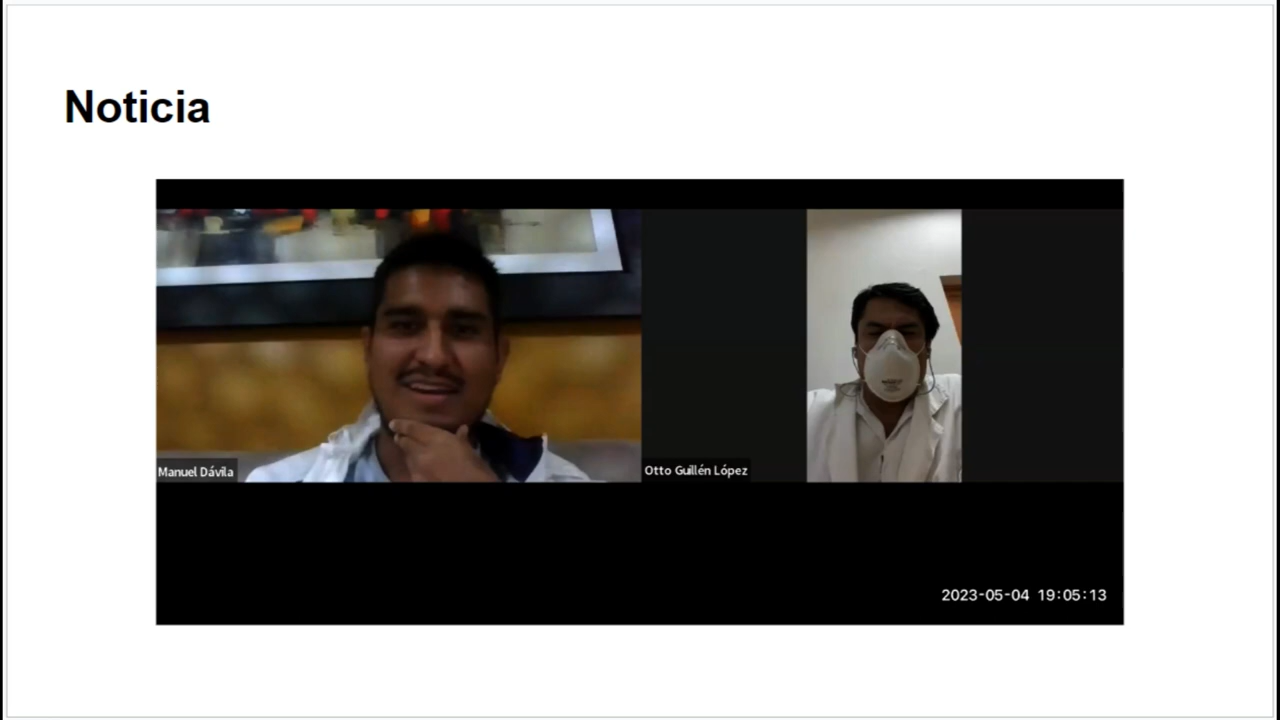 Noticia
Manuel Dávila
Otto Guillén López
2023-05-04 19:05:13